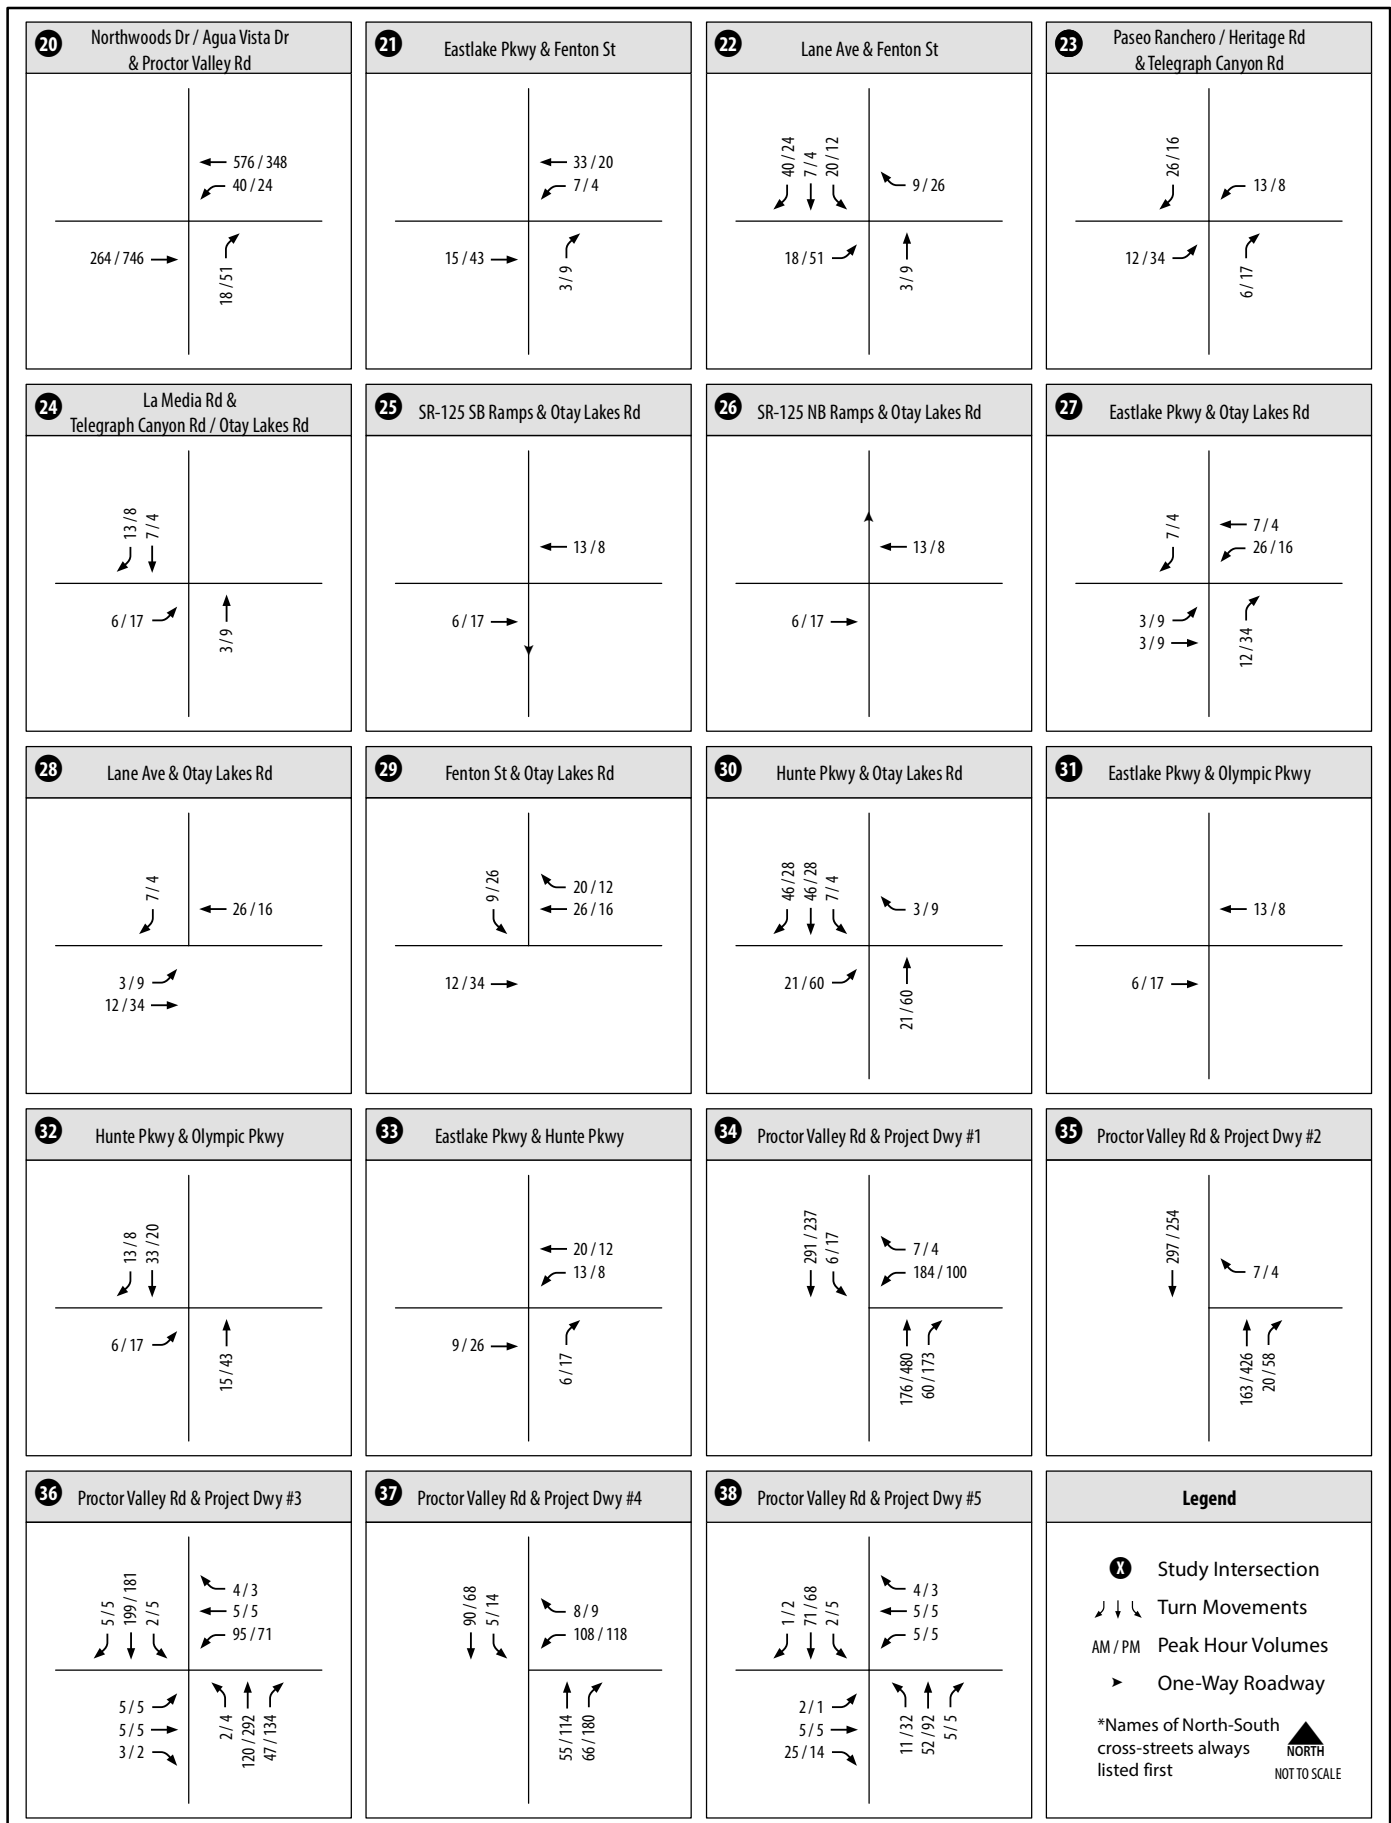 20
Northwoods Dr / Agua Vista Dr
& Proctor Valley Rd
576 / 348
40 / 24
264 / 746
18 / 51
21
Eastlake Pkwy & Fenton St
33 / 20
7 / 4
15 / 43
3 / 9
22
Lane Ave & Fenton St
40 / 24
7 / 4
20 / 12
9 / 26
18 / 51
3 / 9
23
Paseo Ranchero / Heritage Rd
& Telegraph Canyon Rd
26 / 16
13 / 8
12 / 34
6 / 17
24
La Media Rd &
Telegraph Canyon Rd / Otay Lakes Rd
13 / 8
7 / 4
6 / 17
3 / 9
25
SR-125 SB Ramps & Otay Lakes Rd
13 / 8
6 / 17
26
SR-125 NB Ramps & Otay Lakes Rd
13 / 8
6 / 17
27
Eastlake Pkwy & Otay Lakes Rd
7 / 4
7 / 4
26 / 16
3 / 9
3 / 9
12 / 34
28
Lane Ave & Otay Lakes Rd
7 / 4
26 / 16
3 / 9
12 / 34
29
Fenton St & Otay Lakes Rd
9 / 26
20 / 12
26 / 16
12 / 34
30
Hunte Pkwy & Otay Lakes Rd
46 / 28
46 / 28
7 / 4
3 / 9
21 / 60
21 / 60
31
Eastlake Pkwy & Olympic Pkwy
13 / 8
6 / 17
32
Hunte Pkwy & Olympic Pkwy
13 / 8
33 / 20
6 / 17
15 / 43
33
Eastlake Pkwy & Hunte Pkwy
20 / 12
13 / 8
9 / 26
6 / 17
34
Proctor Valley Rd & Project Dwy #1
291 / 237
6 / 17
7 / 4
184 / 100
176 / 480
60 / 173
35
Proctor Valley Rd & Project Dwy #2
297 / 254
7 / 4
163 / 426
20 / 58
36
Proctor Valley Rd & Project Dwy #3
5 / 5
199 / 181
2 / 5
4 / 3
5 / 5
95 / 71
5 / 5
5 / 5
3 / 2
2 / 4
120 / 292
47 / 134
37
Proctor Valley Rd & Project Dwy #4
90 / 68
5 / 14
8 / 9
108 / 118
55 / 114
66 / 180
38
Proctor Valley Rd & Project Dwy #5
1 / 2
71 / 68
2 / 5
4 / 3
5 / 5
5 / 5
2 / 1
5 / 5
25 / 14
11 / 32
52 / 92
5 / 5
Legend
X Study Intersection
Turn Movements
AM / PM Peak Hour Volumes
One-Way Roadway
*Names of North-South
cross-streets always
listed first
NORTH
NOT TO SCALE